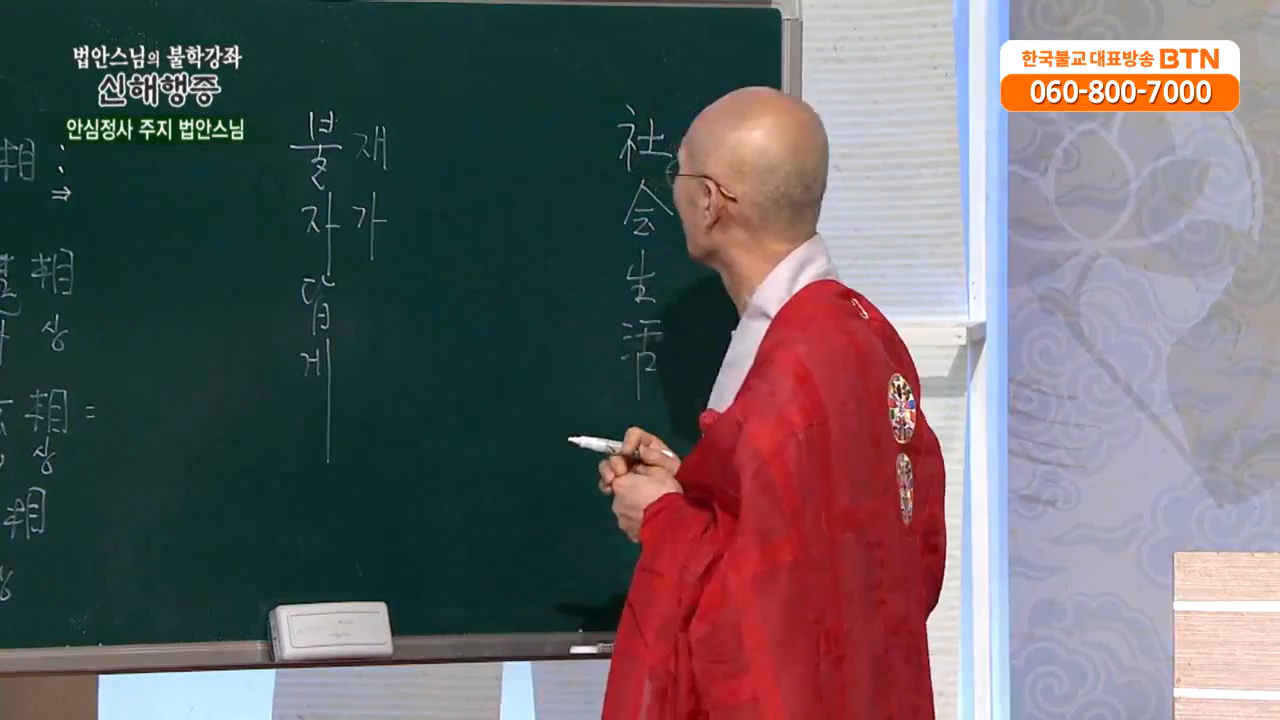 법안스님의 불학강좌
신해행증
안심정사 주지 법안스님
한국불교 대표방송 BTN
060-800-7000
社会生活
재가
불자답게
相 :
⇒
相
상
相 =
상
相